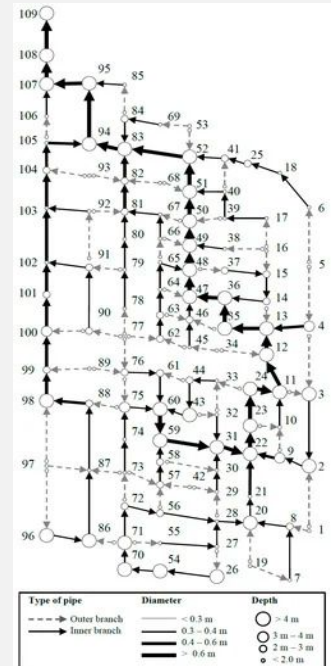 109
108
107 95 85
106 84 69 53
105 94 83 52 41 25 18
104 93 82 68 51 40 6
103 92 81 67 50 39 17
80 66 49 38 16 5
102 91 79 65 48 37 15
101 78 64 47 36 14
100 90 77 63 46 35 13 4
62 45 34 12
99 89 76 61 44 33 24 11 3
98 88 75 60 43 32 23 10
74 59 31 22 9 2
97 87 73 58 57 42 30 29 21
72 56 28 20 8 1
96 86 71 55 27
70 54 26 19 7
Type of pipe Diameter Depth
Outer branch < 0.3 m > 4 m
Inner branch 0.3 – 0.4 m 3 m – 4 m
0.4 – 0.6 m 2 m – 3 m
> 0.6 m < 2.0 m